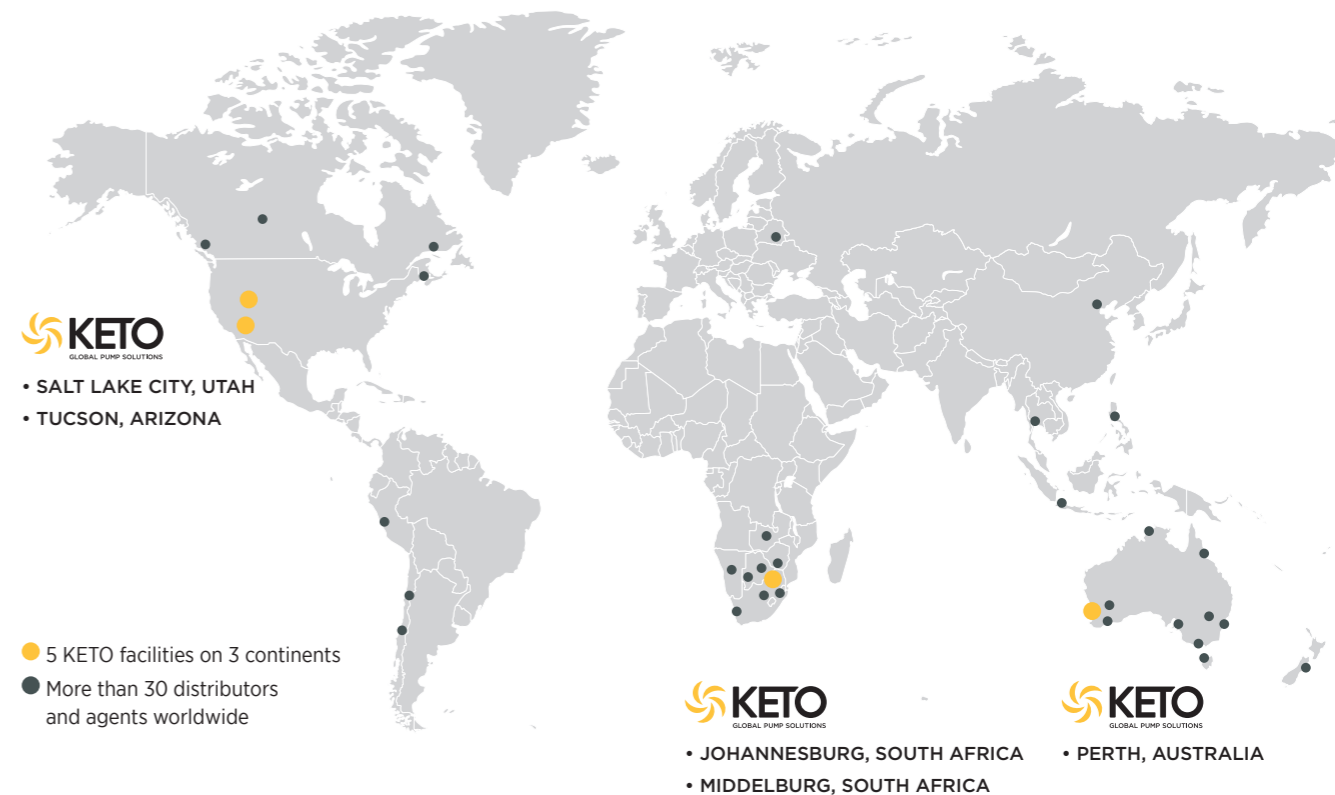 KETO
GLOBAL PUMP SOLUTIONS
• SALT LAKE CITY, UTAH
• TUCSON, ARIZONA
5 KETO facilities on 3 continents
More than 30 distributors
and agents worldwide
KETO
GLOBAL PUMP SOLUTIONS
• JOHANNESBURG, SOUTH AFRICA
• MIDDELBURG, SOUTH AFRICA
KETO
GLOBAL PUMP SOLUTIONS
• PERTH, AUSTRALIA